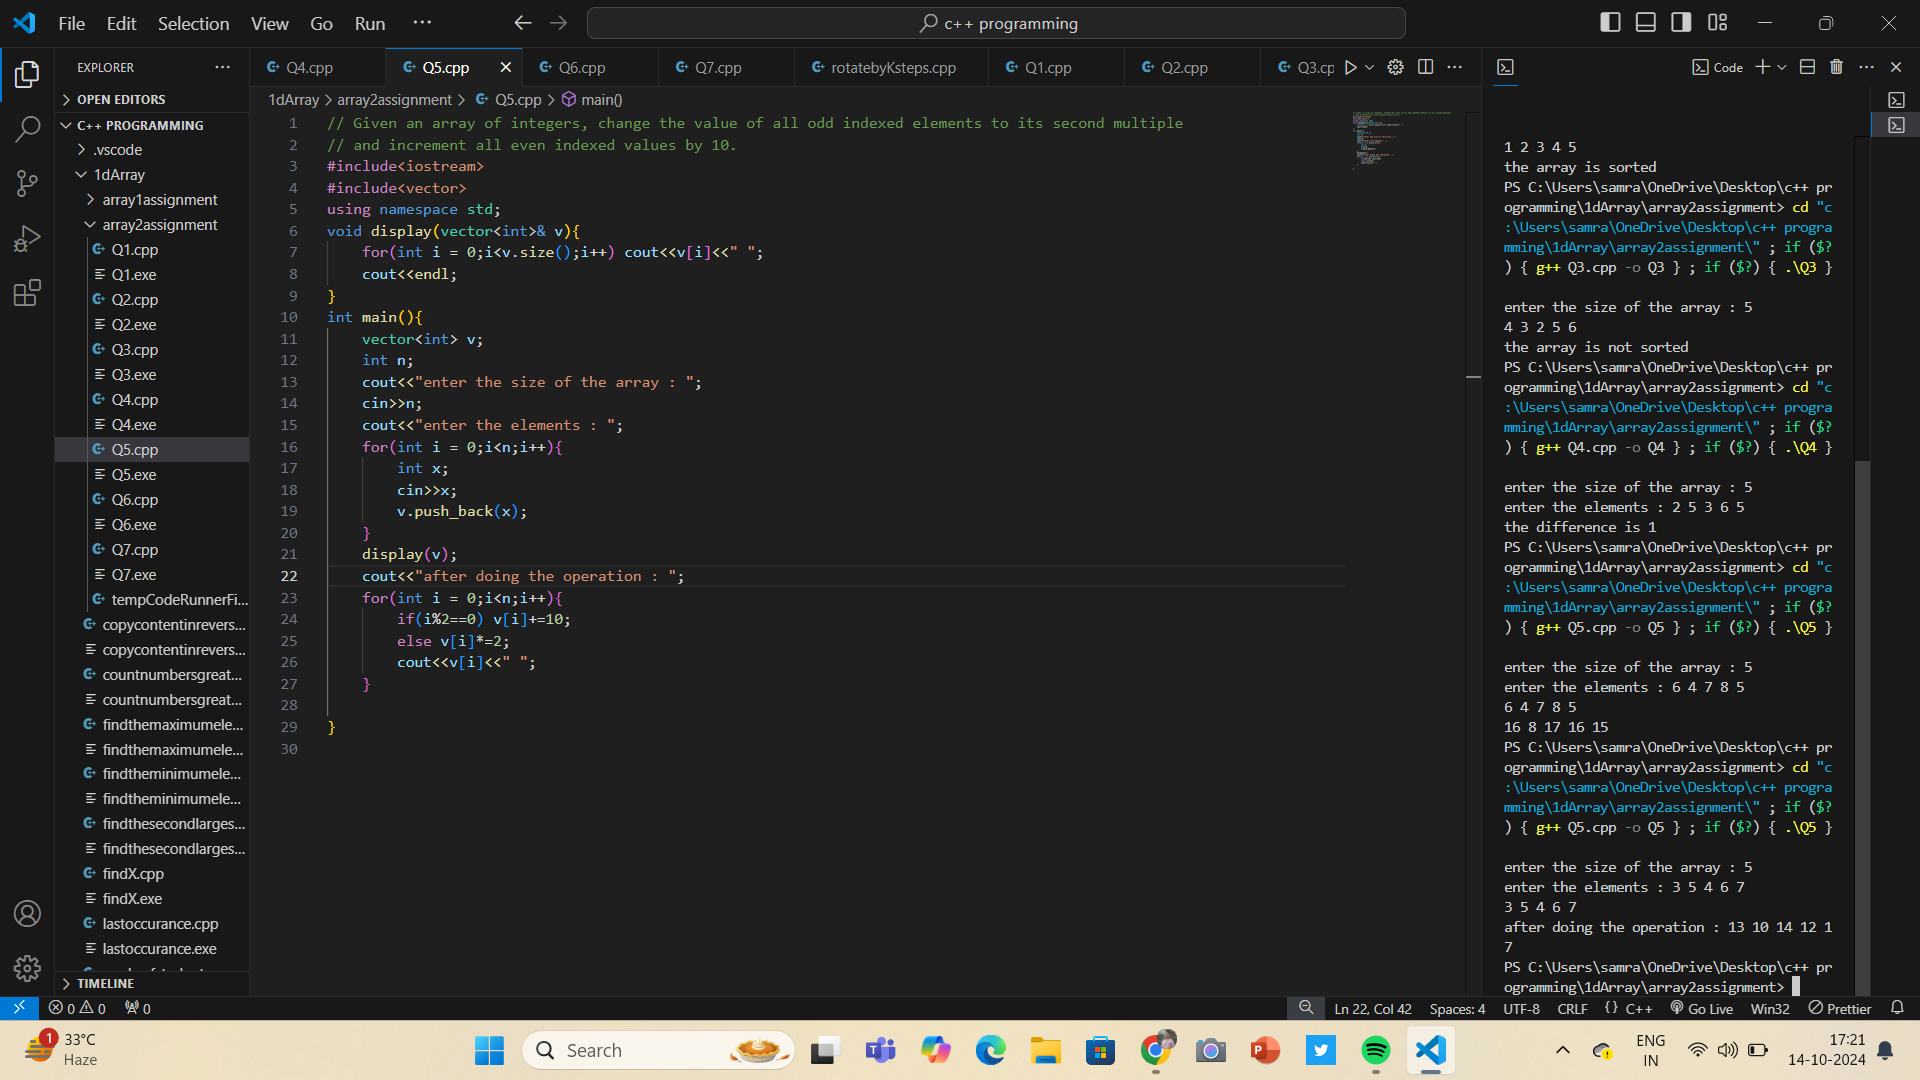 File Edit Selection View Go Run ···
c++ programming
EXPLORER ···
OPEN EDITORS
C++ PROGRAMMING
.vscode
1dArray
array1assignment
array2assignment
Q1.cpp
Q1.exe
Q2.cpp
Q2.exe
Q3.cpp
Q3.exe
Q4.cpp
Q4.exe
Q5.cpp
Q5.exe
Q6.cpp
Q6.exe
Q7.cpp
Q7.exe
tempCodeRunnerFi...
copycontentinrevers...
copycontentinrevers...
countnumbersgreat...
countnumbersgreat...
findthemaximumele...
findthemaximumele...
findtheminimumele...
findtheminimumele...
findthesecondlarges...
findthesecondlarges...
findX.cpp
findX.exe
lastoccurance.cpp
lastoccurance.exe
TIMELINE
Q4.cpp Q5.cpp Q6.cpp Q7.cpp rotatebyKsteps.cpp Q1.cpp Q2.cpp Q3.cp
1dArray > array2assignment > Q5.cpp > main()
1 // Given an array of integers, change the value of all odd indexed elements to its second multiple
2 // and increment all even indexed values by 10.
3 #include<iostream>
4 #include<vector>
5 using namespace std;
6 void display(vector<int>& v){
7 for(int i = 0;i<v.size();i++) cout<<v[i]<<" ";
8 cout<<endl;
9 }
10 int main(){
11 vector<int> v;
12 int n;
13 cout<<"enter the size of the array : ";
14 cin>>n;
15 cout<<"enter the elements : ";
16 for(int i = 0;i<n;i++){
17 int x;
18 cin>>x;
19 v.push_back(x);
20 }
21 display(v);
22 cout<<"after doing the operation : ";
23 for(int i = 0;i<n;i++){
24 if(i%2==0) v[i]+=10;
25 else v[i]*=2;
26 cout<<v[i]<<" ";
27 }
28
29 }
30
Code
1 2 3 4 5
the array is sorted
PS C:\Users\samra\OneDrive\Desktop\c++ pr
ogramming\1dArray\array2assignment> cd "c
:\Users\samra\OneDrive\Desktop\c++ progra
mming\1dArray\array2assignment\" ; if ($?
) { g++ Q3.cpp -o Q3 } ; if ($?) { .\Q3 }
enter the size of the array : 5
4 3 2 5 6
the array is not sorted
PS C:\Users\samra\OneDrive\Desktop\c++ pr
ogramming\1dArray\array2assignment> cd "c
:\Users\samra\OneDrive\Desktop\c++ progra
mming\1dArray\array2assignment\" ; if ($?
) { g++ Q4.cpp -o Q4 } ; if ($?) { .\Q4 }
enter the size of the array : 5
enter the elements : 2 5 3 6 5
the difference is 1
PS C:\Users\samra\OneDrive\Desktop\c++ pr
ogramming\1dArray\array2assignment> cd "c
:\Users\samra\OneDrive\Desktop\c++ progra
mming\1dArray\array2assignment\" ; if ($?
) { g++ Q5.cpp -o Q5 } ; if ($?) { .\Q5 }
enter the size of the array : 5
enter the elements : 6 4 7 8 5
6 4 7 8 5
16 8 17 16 15
PS C:\Users\samra\OneDrive\Desktop\c++ pr
ogramming\1dArray\array2assignment> cd "c
:\Users\samra\OneDrive\Desktop\c++ progra
mming\1dArray\array2assignment\" ; if ($?
) { g++ Q5.cpp -o Q5 } ; if ($?) { .\Q5 }
enter the size of the array : 5
enter the elements : 3 5 4 6 7
3 5 4 6 7
after doing the operation : 13 10 14 12 1
7
PS C:\Users\samra\OneDrive\Desktop\c++ pr
ogramming\1dArray\array2assignment>
0 0 0 Ln 22, Col 42 Spaces: 4 UTF-8 CRLF {} C++ Go Live Win32 Prettier
1 33°C
Haze
Search
ENG
IN
17:21
14-10-2024